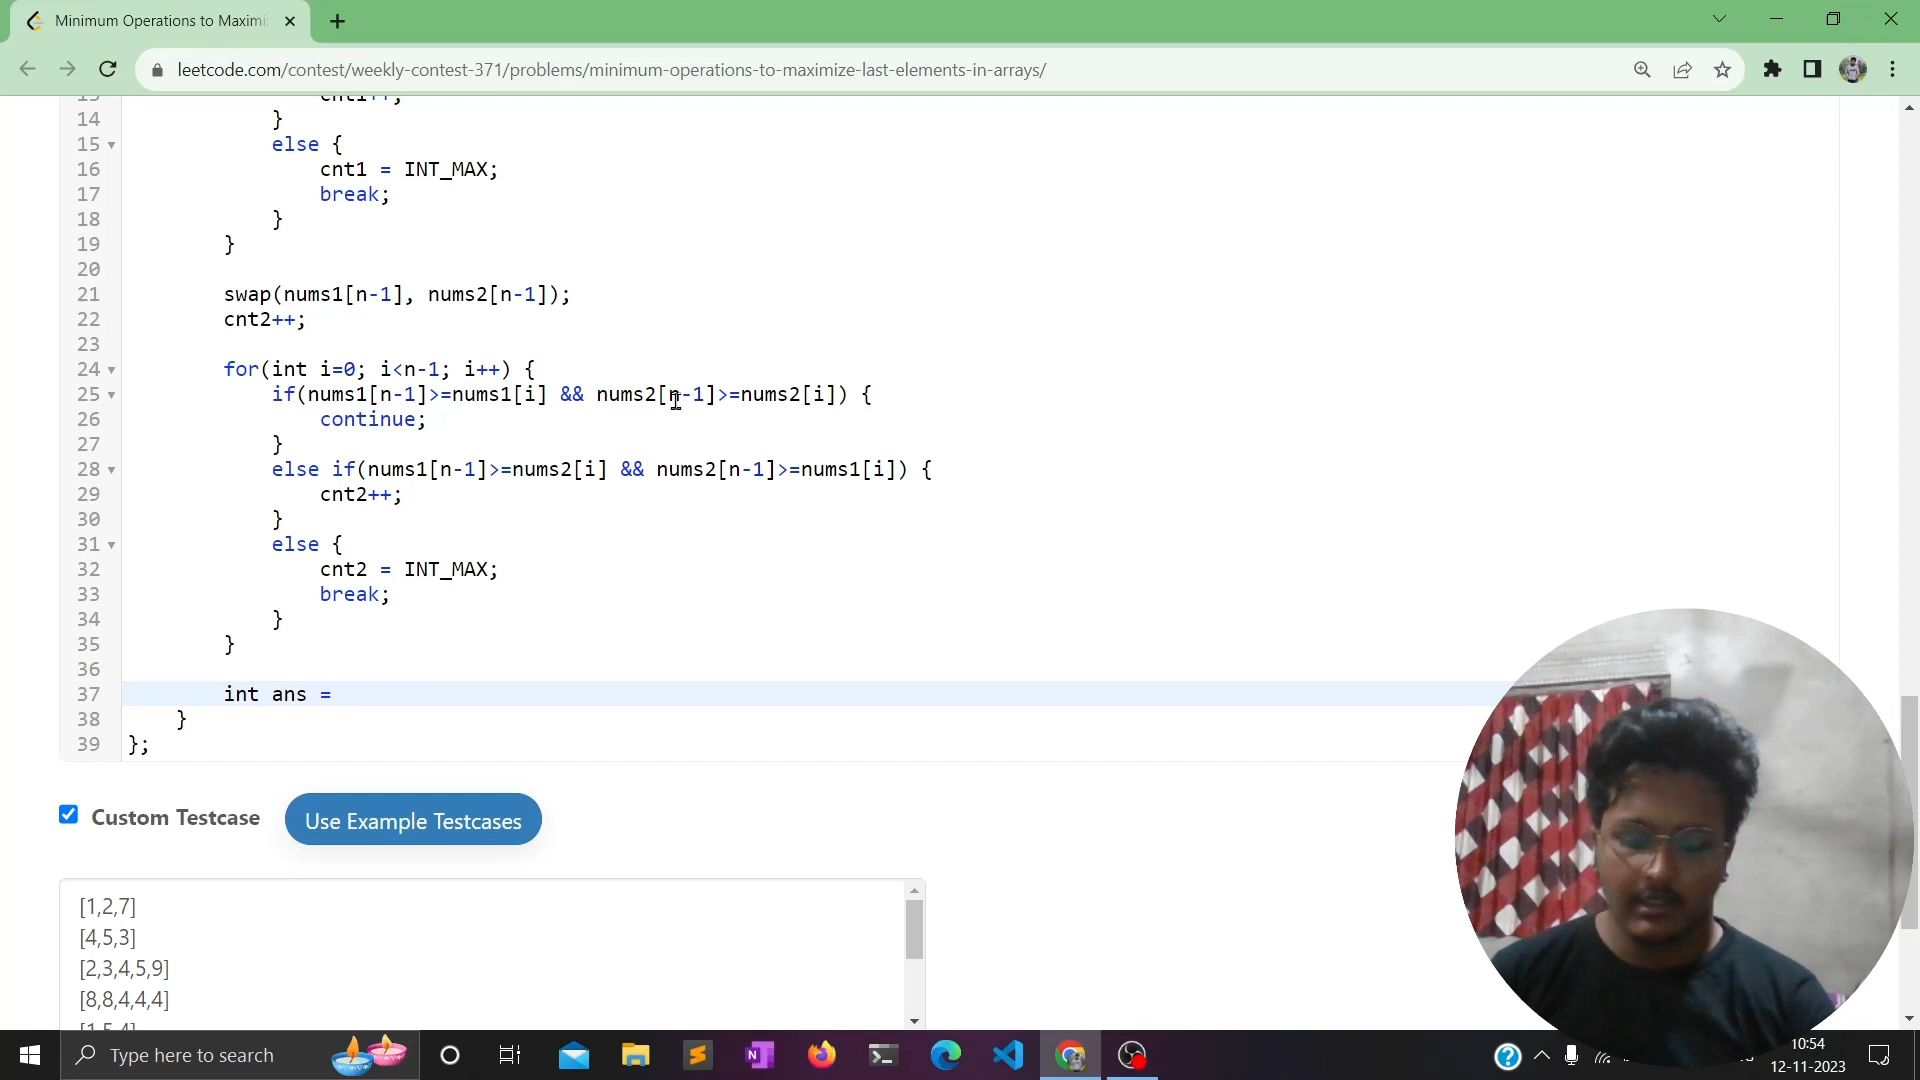 Minimum Operations to Maximi
leetcode.com/contest/weekly-contest-371/problems/minimum-operations-to-maximize-last-elements-in-arrays/
13 cnt1++;
14 }
15 else {
16 cnt1 = INT_MAX;
17 break;
18 }
19 }
20
21 swap(nums1[n-1], nums2[n-1]);
22 cnt2++;
23
24 for(int i=0; i<n-1; i++) {
25 if(nums1[n-1]>=nums1[i] && nums2[n-1]>=nums2[i]) {
26 continue;
27 }
28 else if(nums1[n-1]>=nums2[i] && nums2[n-1]>=nums1[i]) {
29 cnt2++;
30 }
31 else {
32 cnt2 = INT_MAX;
33 break;
34 }
35 }
36
37 int ans =
38 }
39 };
Custom Testcase Use Example Testcases
[1,2,7]
[4,5,3]
[2,3,4,5,9]
[8,8,4,4,4]
[1,5,4]
Type here to search
10:54
12-11-2023